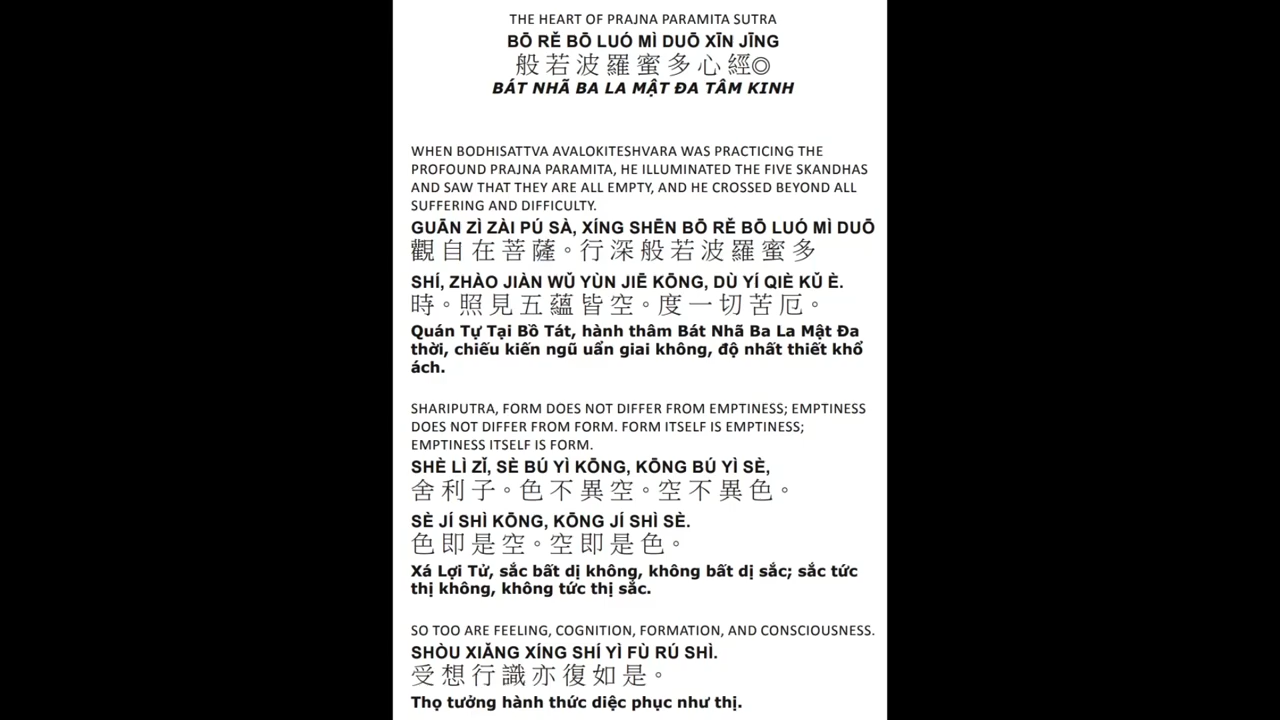 THE HEART OF PRAJNA PARAMITA SUTRA
BŌ RĚ BŌ LUÓ MÌ DUŌ XĪN JĪNG
般若波羅蜜多心經◎
BÁT NHÃ BA LA MẬT ĐA TÂM KINH
WHEN BODHISATTVA AVALOKITESHVARA WAS PRACTICING THE
PROFOUND PRAJNA PARAMITA, HE ILLUMINATED THE FIVE SKANDHAS
AND SAW THAT THEY ARE ALL EMPTY, AND HE CROSSED BEYOND ALL
SUFFERING AND DIFFICULTY.
GUĀN ZÌ ZÀI PÚ SÀ, XÍNG SHĒN BŌ RĚ BŌ LUÓ MÌ DUŌ
觀自在菩薩。行深般若波羅蜜多
SHÍ, ZHÀO JIÀN WǓ YÙN JIĒ KŌNG, DÙ YÍ QIÈ KǓ È.
時。照見五蘊皆空。度一切苦厄。
Quán Tự Tại Bồ Tát, hành thâm Bát Nhã Ba La Mật Đa
thời, chiếu kiến ngũ uẩn giai không, độ nhất thiết khổ
ách.
SHARIPUTRA, FORM DOES NOT DIFFER FROM EMPTINESS; EMPTINESS
DOES NOT DIFFER FROM FORM. FORM ITSELF IS EMPTINESS;
EMPTINESS ITSELF IS FORM.
SHÈ LÌ ZǏ, SÈ BÚ YÌ KŌNG, KŌNG BÚ YÌ SÈ,
舍利子。色不異空。空不異色。
SÈ JÍ SHÌ KŌNG, KŌNG JÍ SHÌ SÈ.
色即是空。空即是色。
Xá Lợi Tử, sắc bất dị không, không bất dị sắc; sắc tức
thị không, không tức thị sắc.
SO TOO ARE FEELING, COGNITION, FORMATION, AND CONSCIOUSNESS.
SHÒU XIǍNG XÍNG SHÍ YÌ FÙ RÚ SHÌ.
受想行識亦復如是。
Thọ tưởng hành thức diệc phục như thị.